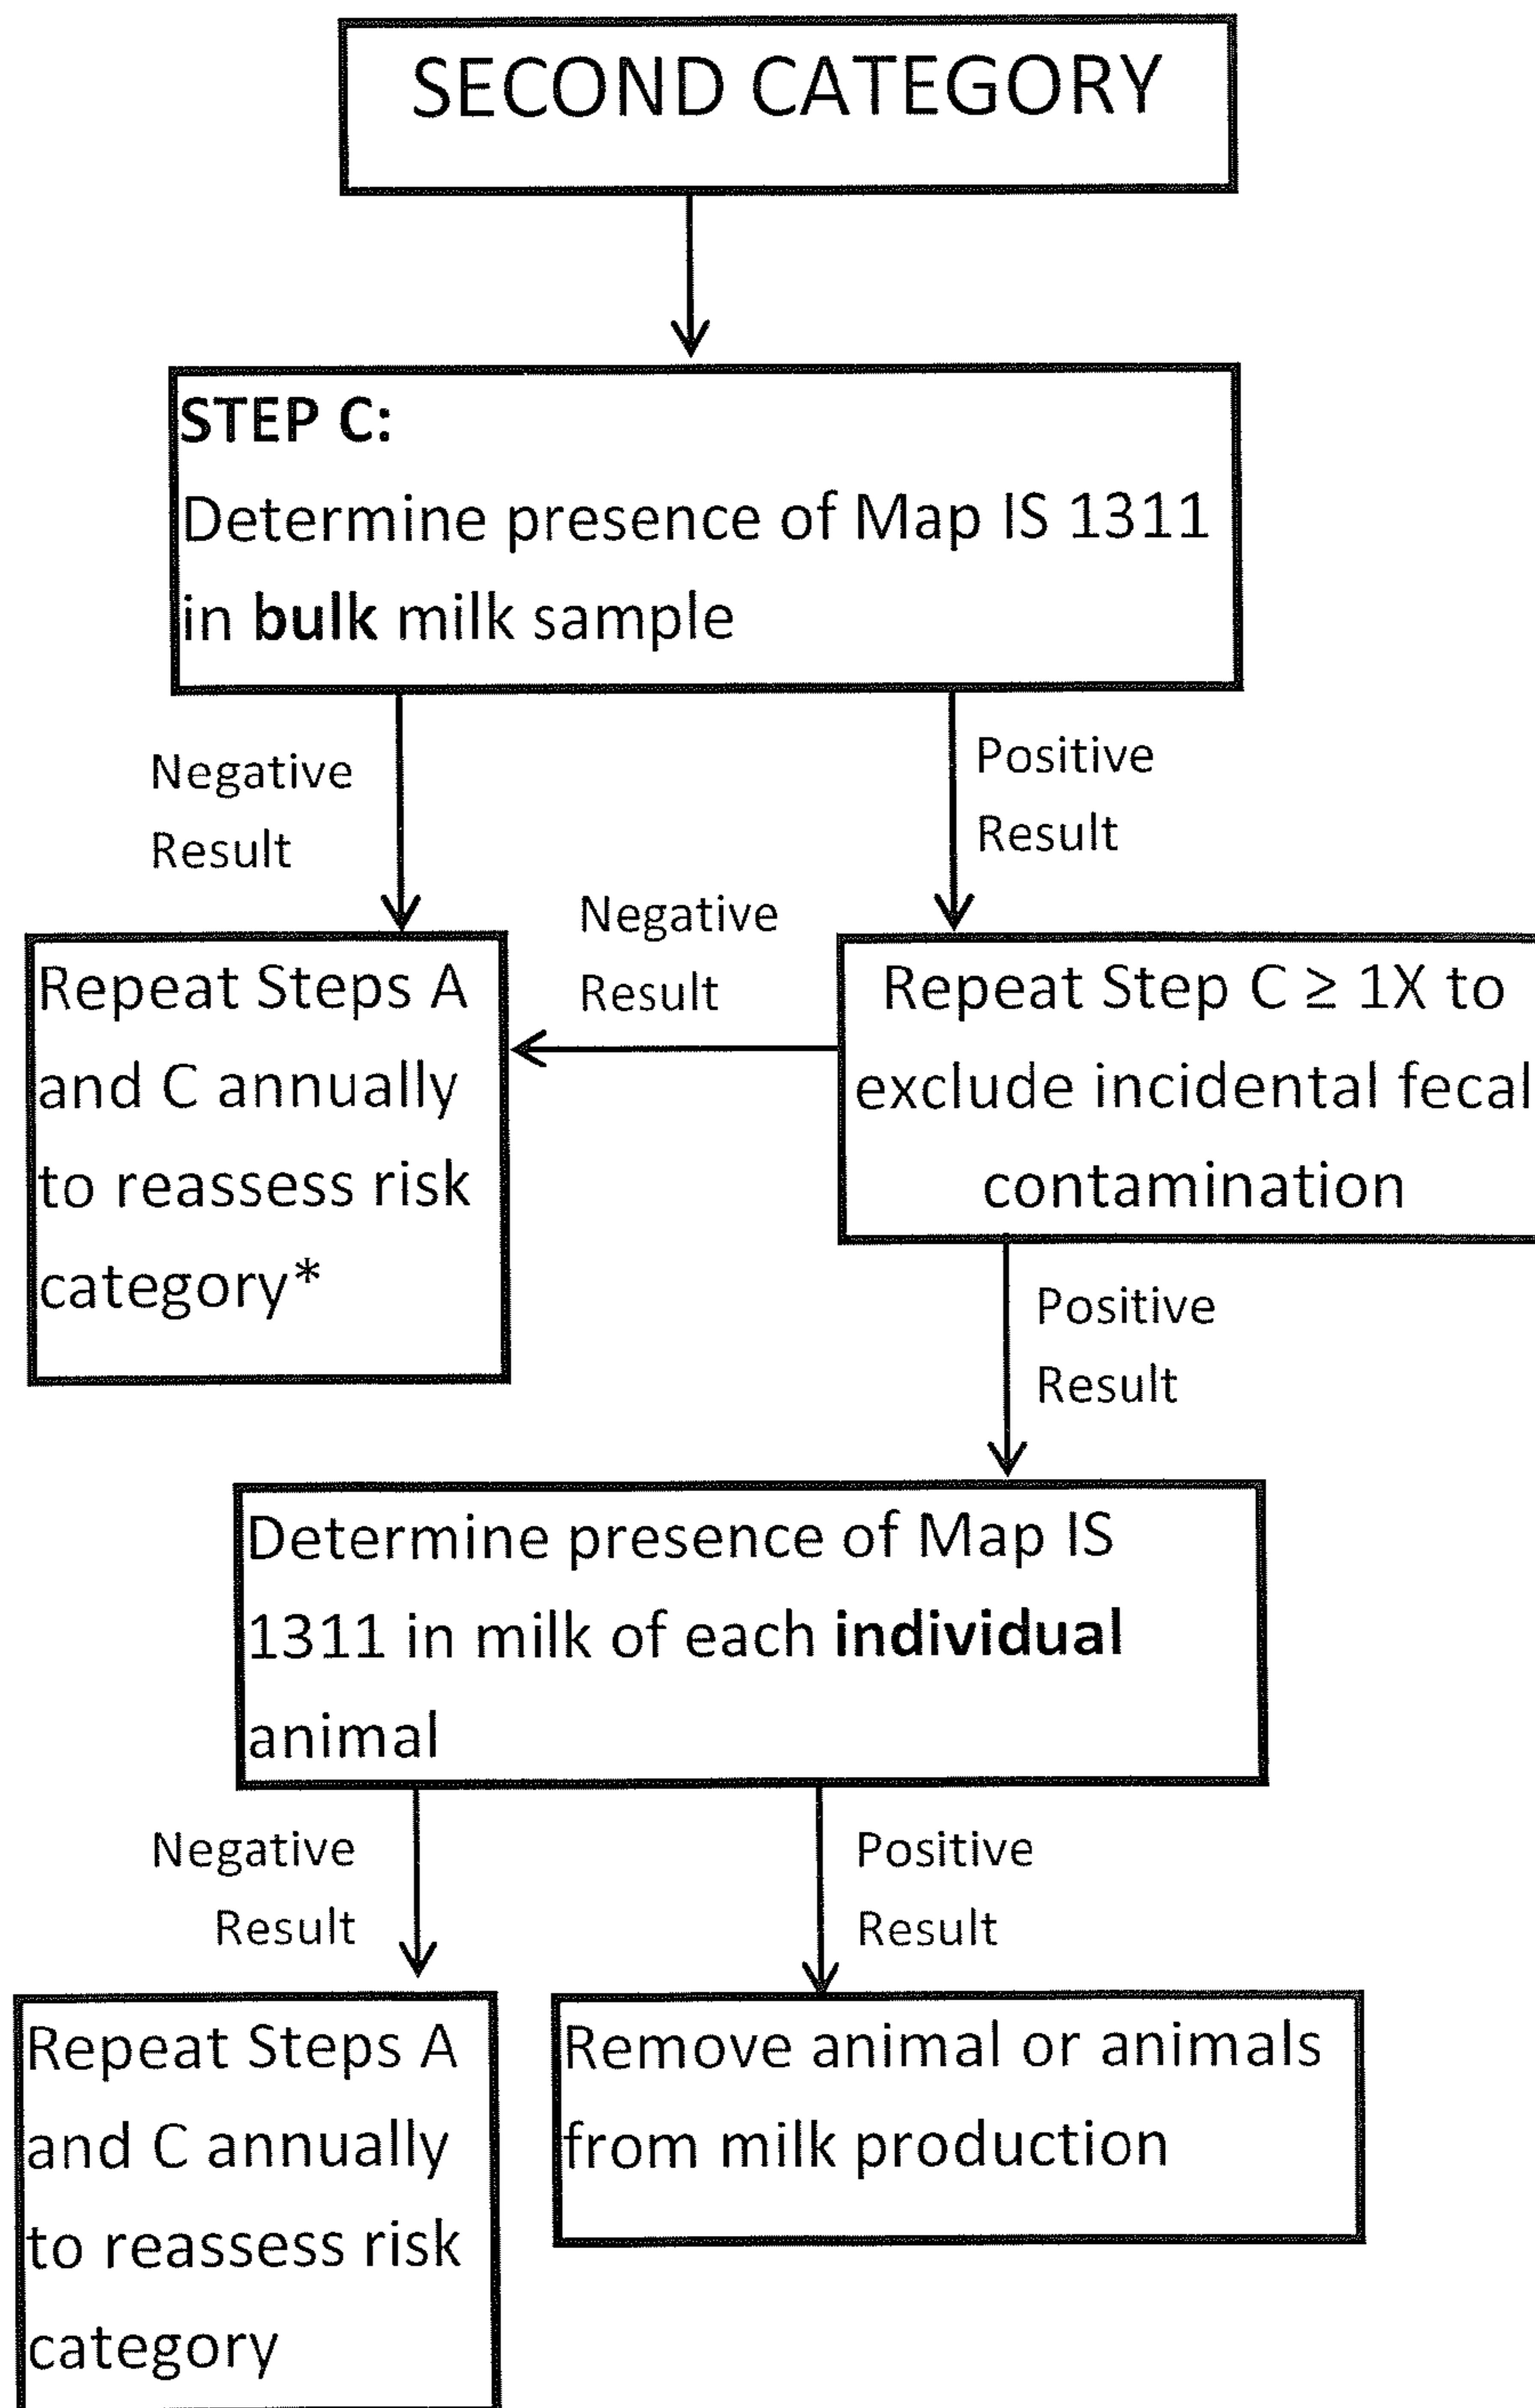 SECOND CATEGORY
STEP C:
Determine presence of Map IS 1311
in bulk milk sample
Negative
Result
Positive
Result
Negative
Result
Repeat Steps A
and C annually
to reassess risk
category*
Repeat Step C ≥ 1X to
exclude incidental fecal
contamination
Positive
Result
Determine presence of Map IS
1311 in milk of each individual
animal
Negative
Result
Positive
Result
Repeat Steps A
and C annually
to reassess risk
category
Remove animal or animals
from milk production